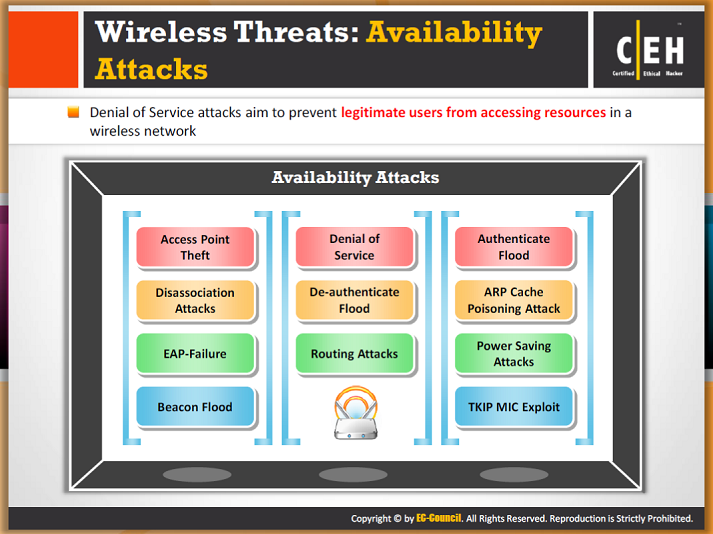 Wireless Threats: Availability
Attacks
C|EH
Certified Ethical Hacker
Denial of Service attacks aim to prevent legitimate users from accessing resources in a
wireless network
Availability Attacks
Access Point
Theft
Disassociation
Attacks
EAP-Failure
Beacon Flood
Denial of
Service
De-authenticate
Flood
Routing Attacks
Authenticate
Flood
ARP Cache
Poisoning Attack
Power Saving
Attacks
TKIP MIC Exploit
Copyright © by EC-Council. All Rights Reserved. Reproduction is Strictly Prohibited.